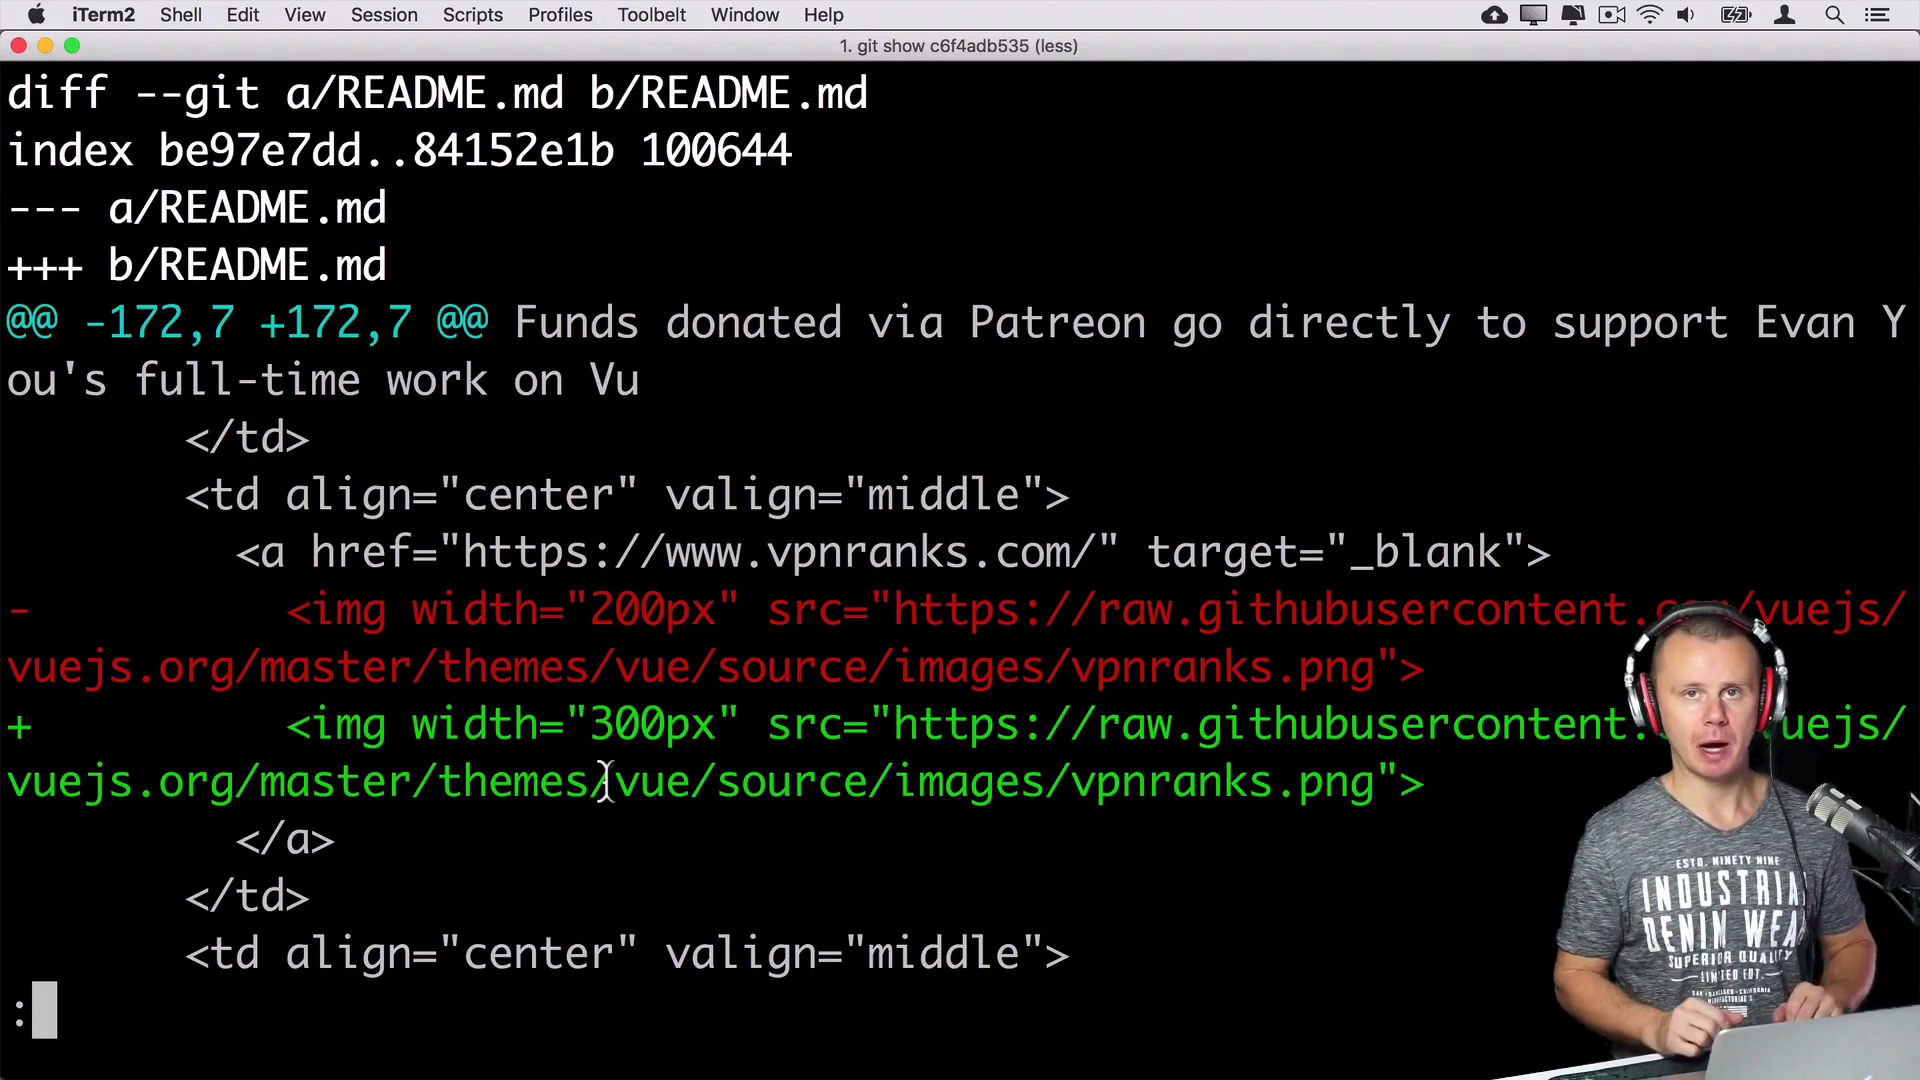 iTerm2 Shell Edit View Session Scripts Profiles Toolbelt Window Help
1. git show c6f4adb535 (less)
diff --git a/README.md b/README.md
index be97e7dd..84152e1b 100644
--- a/README.md
+++ b/README.md
@@ -172,7 +172,7 @@ Funds donated via Patreon go directly to support Evan Y
ou's full-time work on Vu
</td>
<td align="center" valign="middle">
<a href="https://www.vpnranks.com/" target="_blank">
- <img width="200px" src="https://raw.githubusercontent.com/vuejs/
vuejs.org/master/themes/vue/source/images/vpnranks.png">
+ <img width="300px" src="https://raw.githubusercontent. vuejs/
vuejs.org/master/themes/vue/source/images/vpnranks.png">
</a>
</td>
<td align="center" valign="middle">
:
ESTD. NINETY NINE
INDUSTRIA
DENIM WEA
SUPERIOR QUALITY
LIMITED EDT.